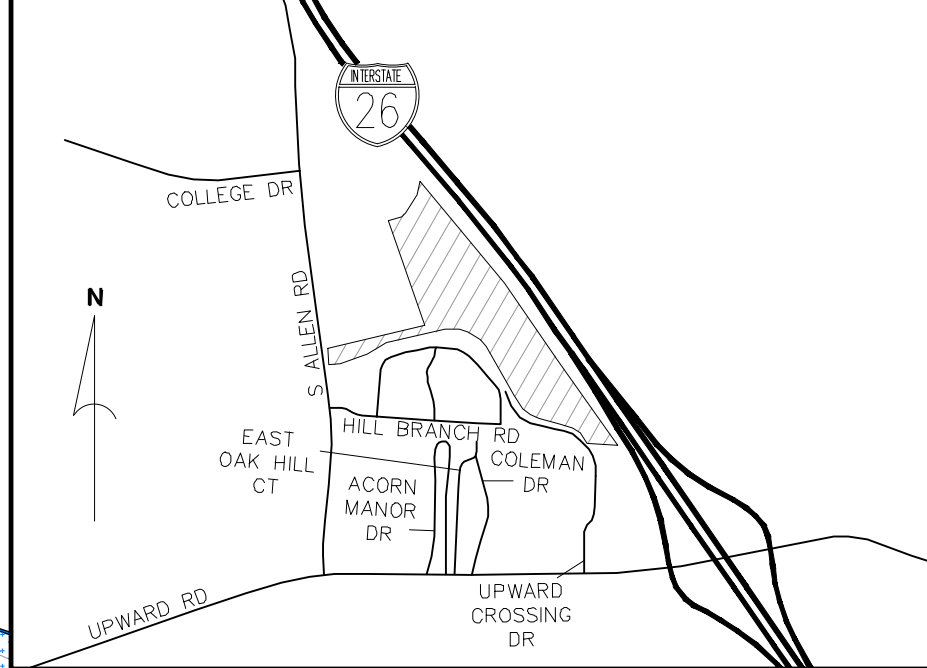 INTERSTATE
26
COLLEGE DR
N
S ALLEN RD
HILL BRANCH RD
EAST
OAK HILL
CT
COLEMAN
DR
ACORN
MANOR
DR
UPWARD RD
UPWARD
CROSSING
DR